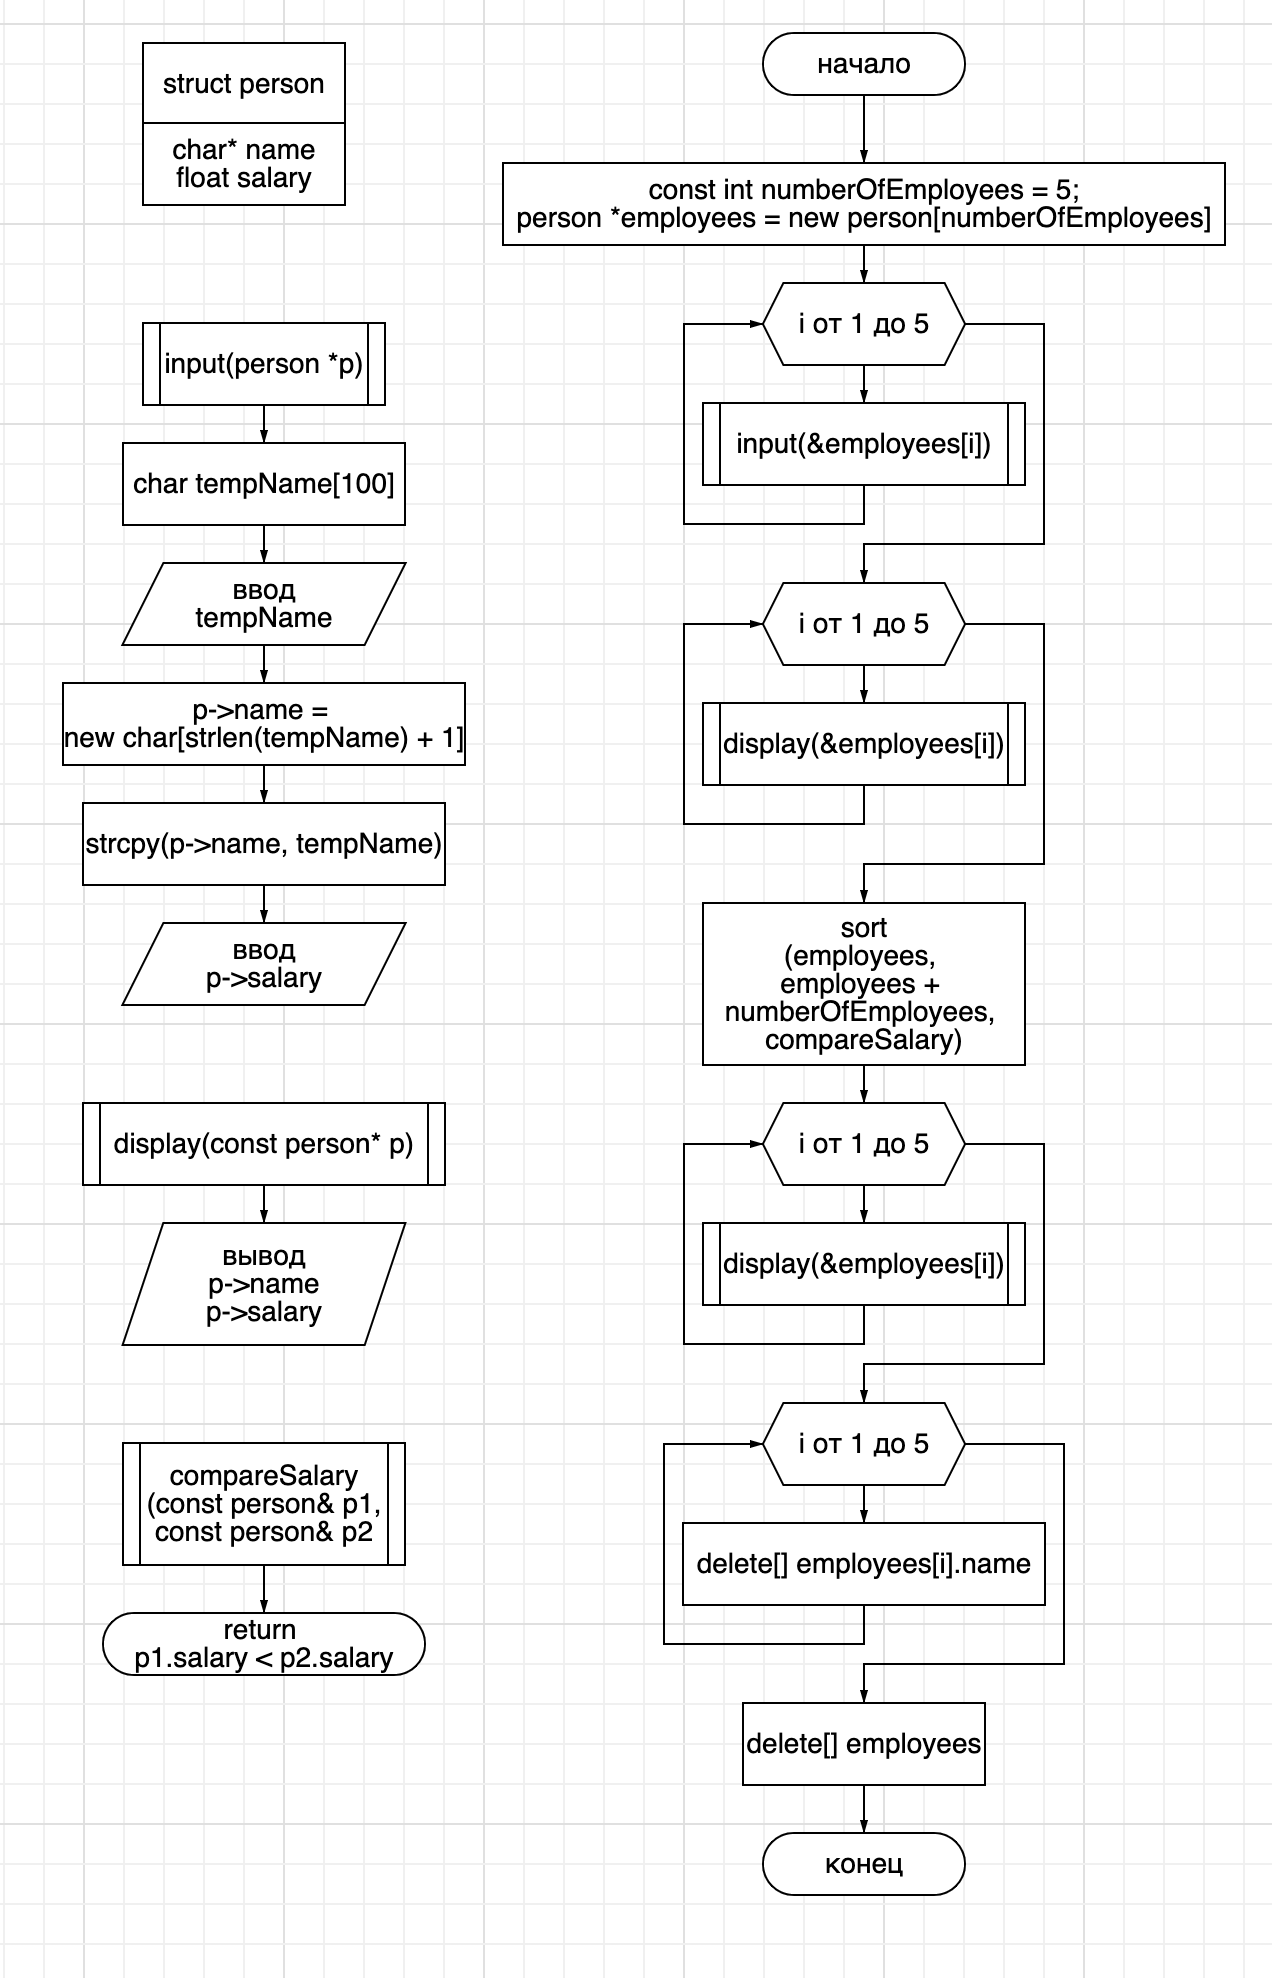 struct person
char* name
float salary
input(person *p)
char tempName[100]
ввод
tempName
p->name =
new char[strlen(tempName) + 1]
strcpy(p->name, tempName)
ввод
p->salary
display(const person* p)
вывод
p->name
p->salary
compareSalary
(const person& p1,
const person& p2
return
p1.salary < p2.salary
начало
const int numberOfEmployees = 5;
person *employees = new person[numberOfEmployees]
i от 1 до 5
input(&employees[i])
i от 1 до 5
display(&employees[i])
sort
(employees,
employees +
numberOfEmployees,
compareSalary)
i от 1 до 5
display(&employees[i])
i от 1 до 5
delete[] employees[i].name
delete[] employees
конец